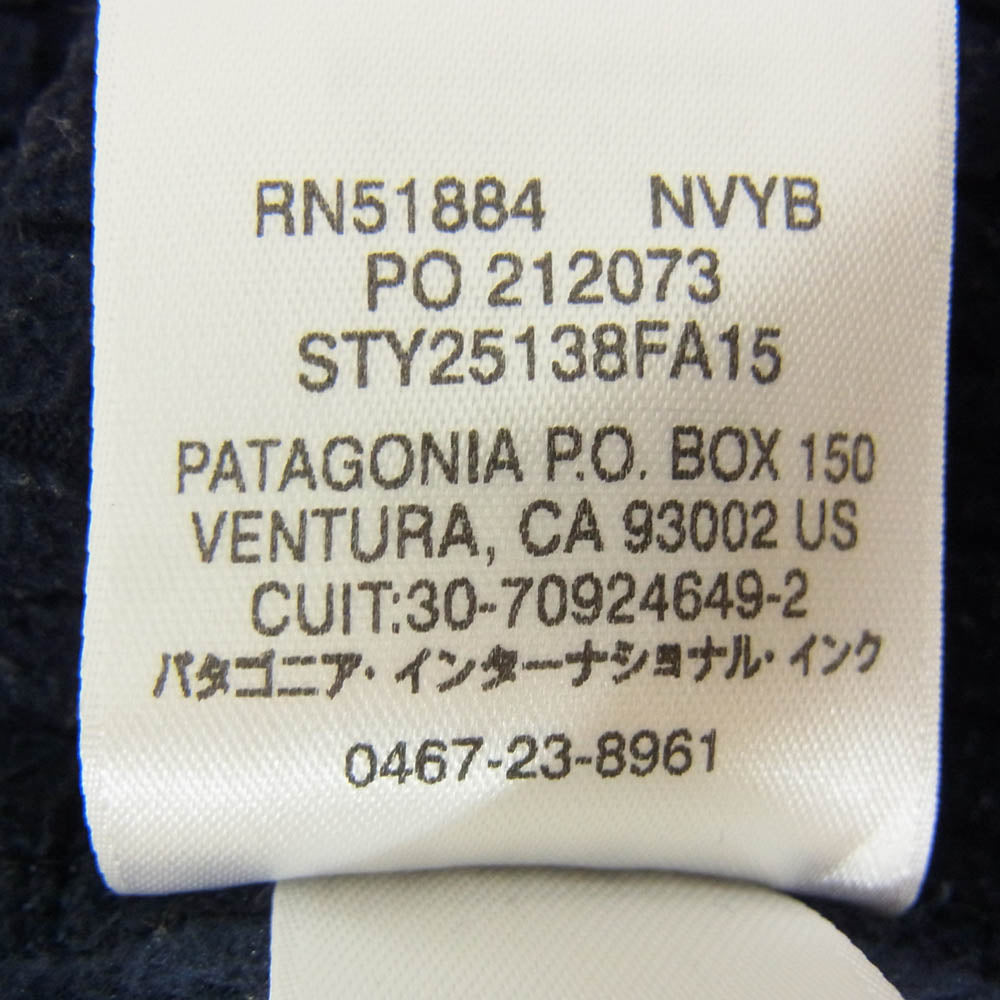 RN51884 NVYB
PO 212073
STY25138FA15
PATAGONIA P.O. BOX 150
VENTURA, CA 93002 US
CUIT:30-70924649-2
パタゴニア・インターナショナル・インク
0467-23-8961